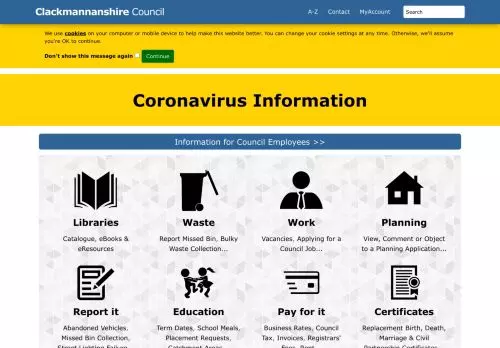 Clackmannanshire Council
A-Z Contact MyAccount Search
We use cookies on your computer or mobile device to help make this website better. You can change your cookie settings at any time. Otherwise, we'll assume
you're OK to continue.
Don't show this message again Continue
Coronavirus Information
Information for Council Employees >>
Libraries Waste Work Planning
Catalogue, eBooks & Report Missed Bin, Bulky Vacancies, Applying for a View, Comment or Object
eResources Waste Collection... Council Job... to a Planning Application...
Report it Education Pay for it Certificates
Abandoned Vehicles, Term Dates, School Meals, Business Rates, Council Replacement Birth, Death,
Missed Bin Collection, Placement Requests, Tax, Invoices, Registrars' Marriage & Civil
Street Lighting Failure Catchment Areas Fees, Rent Partnership Certificates